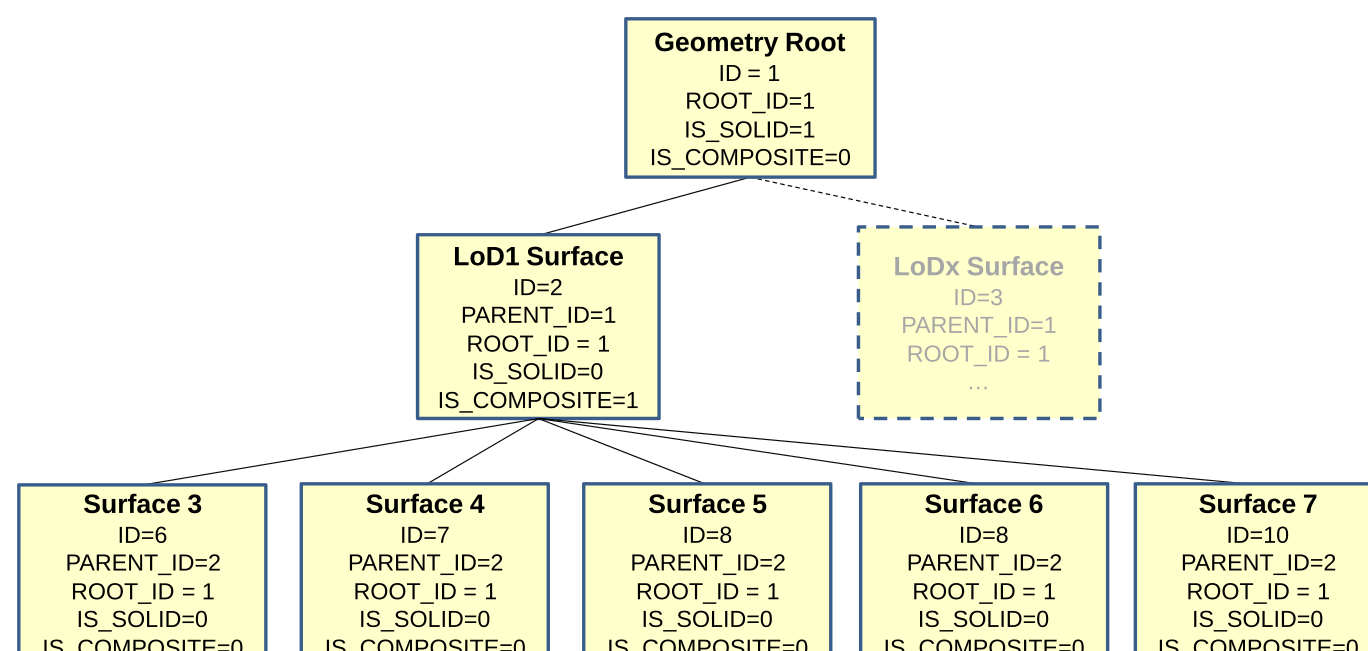 Geometry Root
ID = 1
ROOT_ID=1
IS_SOLID=1
IS_COMPOSITE=0
LoD1 Surface
ID=2
PARENT_ID=1
ROOT_ID = 1
IS_SOLID=0
IS_COMPOSITE=1
LoDx Surface
ID=3
PARENT_ID=1
ROOT_ID = 1
...
Surface 3
ID=6
PARENT_ID=2
ROOT_ID = 1
IS_SOLID=0
IS_COMPOSITE=0
Surface 4
ID=7
PARENT_ID=2
ROOT_ID = 1
IS_SOLID=0
IS_COMPOSITE=0
Surface 5
ID=8
PARENT_ID=2
ROOT_ID = 1
IS_SOLID=0
IS_COMPOSITE=0
Surface 6
ID=8
PARENT_ID=2
ROOT_ID = 1
IS_SOLID=0
IS_COMPOSITE=0
Surface 7
ID=10
PARENT_ID=2
ROOT_ID = 1
IS_SOLID=0
IS_COMPOSITE=0